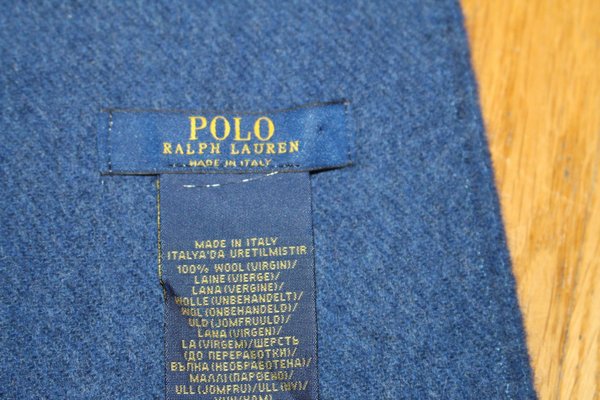 POLO
RALPH LAUREN
MADE IN ITALY
MADE IN ITALY
ITALYA'DA URETILMISTIR
100% WOOL (VIRGIN)/
LAINE (VIERGE)/
LANA (VERGINE)/
WOLLE (UNBEHANDELT)/
WOL (ONBEHANDELD)/
ULD (JOMFRUULD)/
LANA (VIRGEN)/
LA (VIRGEM)/ШЕРСТЬ
(ДО ПЕРЕРАБОТКИ)/
ВЪЛНА (НЕОБРАБОТЕНА)/
ΜΑΛΛΙ (ΠΑΡΘΕΝΟ)/
ULL (JOMFRU)/ULL (NY)/